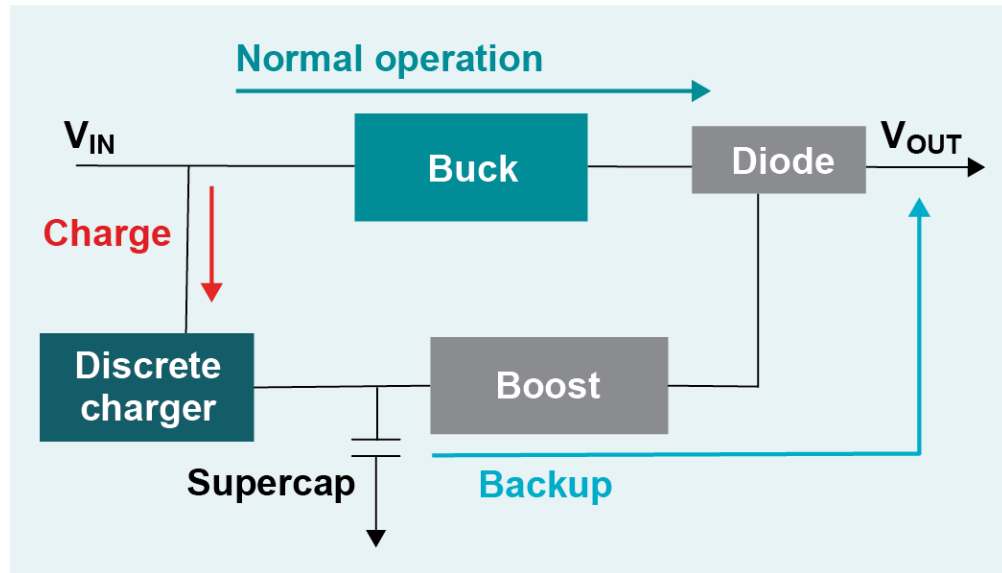 Normal operation
VIN
Buck
Diode
VOUT
Charge
Discrete
charger
Boost
Supercap
Backup